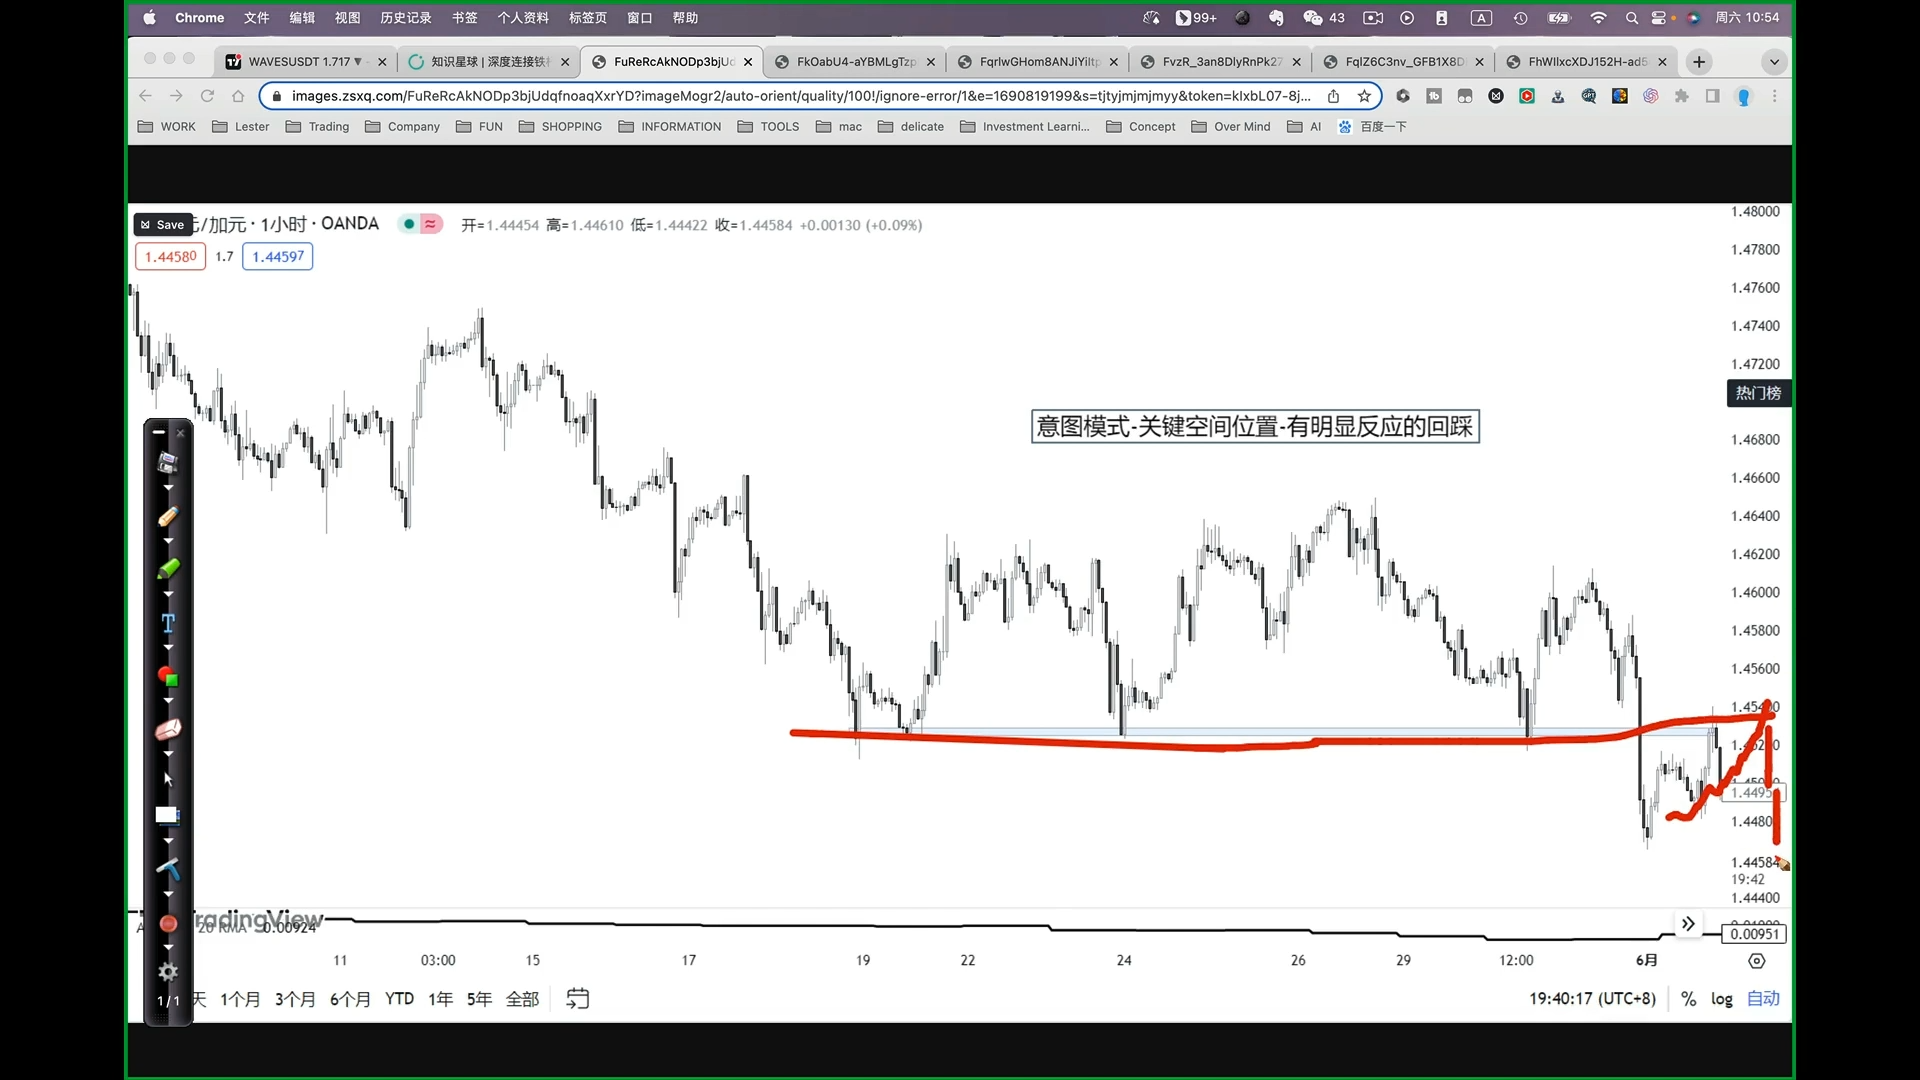 Chrome 文件 编辑 视图 历史记录 书签 个人资料 标签页 窗口 帮助 99+ 43 A 周六 10:54
WAVESUSDT 1.717 知识星球 | 深度连接铁 FuReRcAkNODp3bjUd FkOabU4-aYBMLgTzp FqrlwGHom8ANJiYiltp FvzR_3an8DlyRnPk27 FqIZ6C3nv_GFB1X8D FhWIlxcXDJ152H-ad5
images.zsxq.com/FuReRcAkNODp3bjUdqfnoaqXxrYD?imageMogr2/auto-orient/quality/100!/ignore-error/1&e=1690819199&s=tjtyjmjmjmyy&token=kIxbL07-8j...
WORK Lester Trading Company FUN SHOPPING INFORMATION TOOLS mac delicate Investment Learni... Concept Over Mind AI 百度一下
Save 元/加元 · 1小时 · OANDA 开=1.44454 高=1.44610 低=1.44422 收=1.44584 +0.00130 (+0.09%)
1.44580 1.7 1.44597
1.48000
1.47800
1.47600
1.47400
1.47200
热门榜
意图模式-关键空间位置-有明显反应的回踩
1.46800
1.46600
1.46400
1.46200
1.46000
1.45800
1.45600
1.4480
1.44584
19:42
1.44400
TradingView
20 RMA 0.00924
0.00951
11 03:00 15 17 19 22 24 26 29 12:00 6月
1/1 天 1个月 3个月 6个月 YTD 1年 5年 全部 19:40:17 (UTC+8) % log 自动